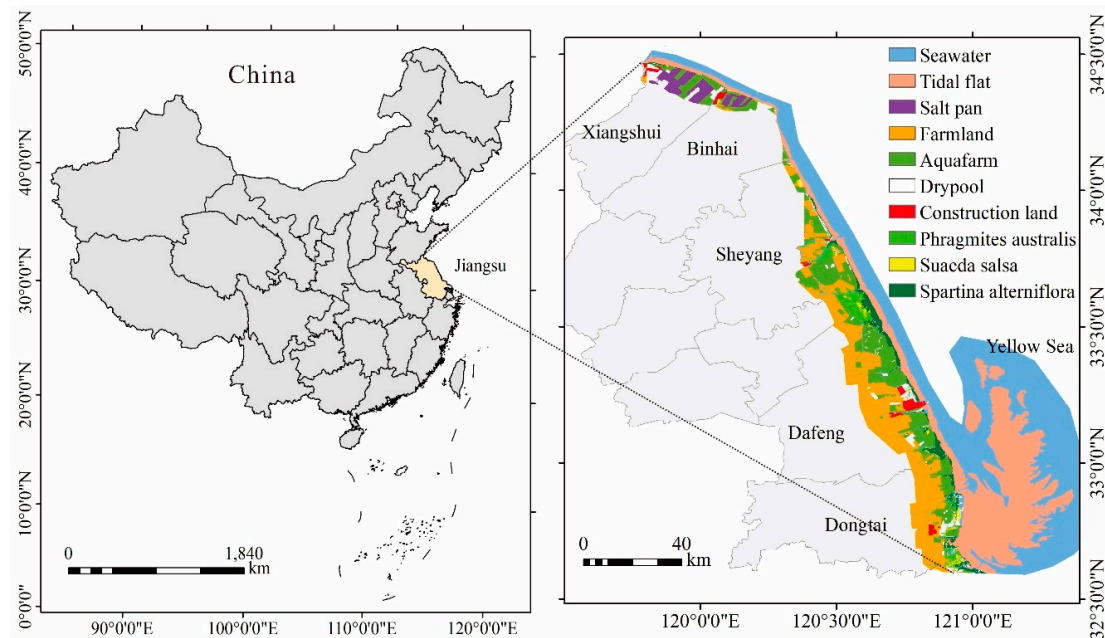 China
Jiangsu
50°0'0"N
40°0'0"N
30°0'0"N
20°0'0"N
10°0'0"N
0°0'0"
0
1,840
km
90°0'0"E
100°0'0"E
110°0'0"E
120°0'0"E
Seawater
Tidal flat
Salt pan
Farmland
Aquafarm
Drypool
Construction land
Phragmites australis
Suaeda salsa
Spartina alterniflora
Xiangshui
Binhai
Sheyang
Yellow Sea
Dafeng
Dongtai
0
40
km
34°30'0"N
34°0'0"N
33°30'0"N
33°0'0"N
32°30'0"N
120°0'0"E
120°30'0"E
121°0'0"E